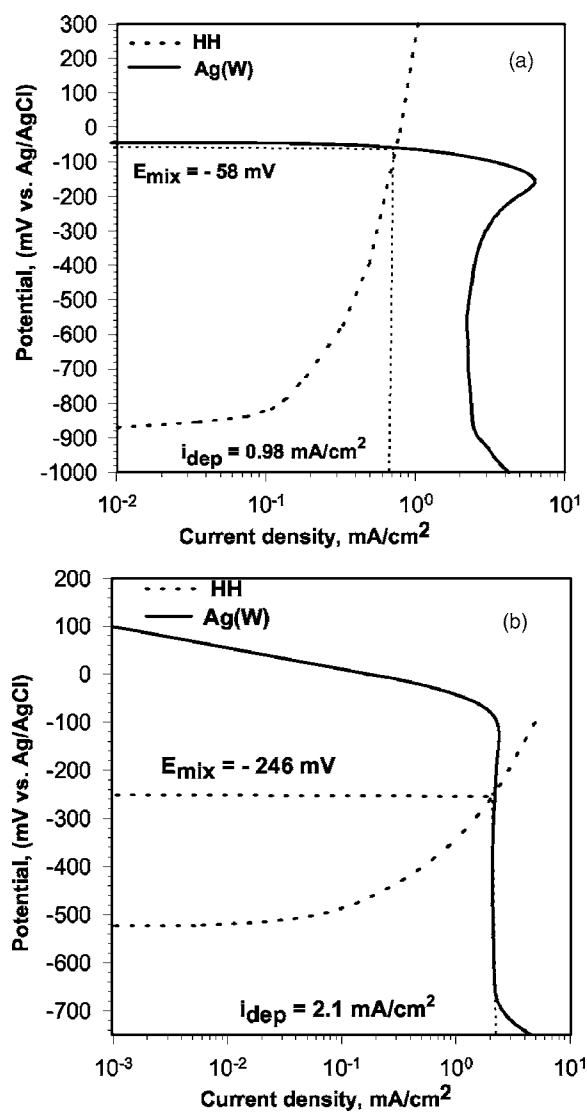 300
HH
(a)
200
Ag(W)
100
0
-100
E_mix = - 58 mV
-200
-300
-400
-500
-600
-700
-800
-900
i_dep = 0.98 mA/cm²
-1000
10⁻² 10⁻¹ 10⁰ 10¹
Current density, mA/cm²
Potential, (mV vs. Ag/AgCl)
200
HH
100
Ag(W)
(b)
0
-100
E_mix = - 246 mV
-200
-300
-400
-500
-600
-700
i_dep = 2.1 mA/cm²
10⁻³ 10⁻² 10⁻¹ 10⁰ 10¹
Current density, mA/cm²
Potential, (mV vs. Ag/AgCl)